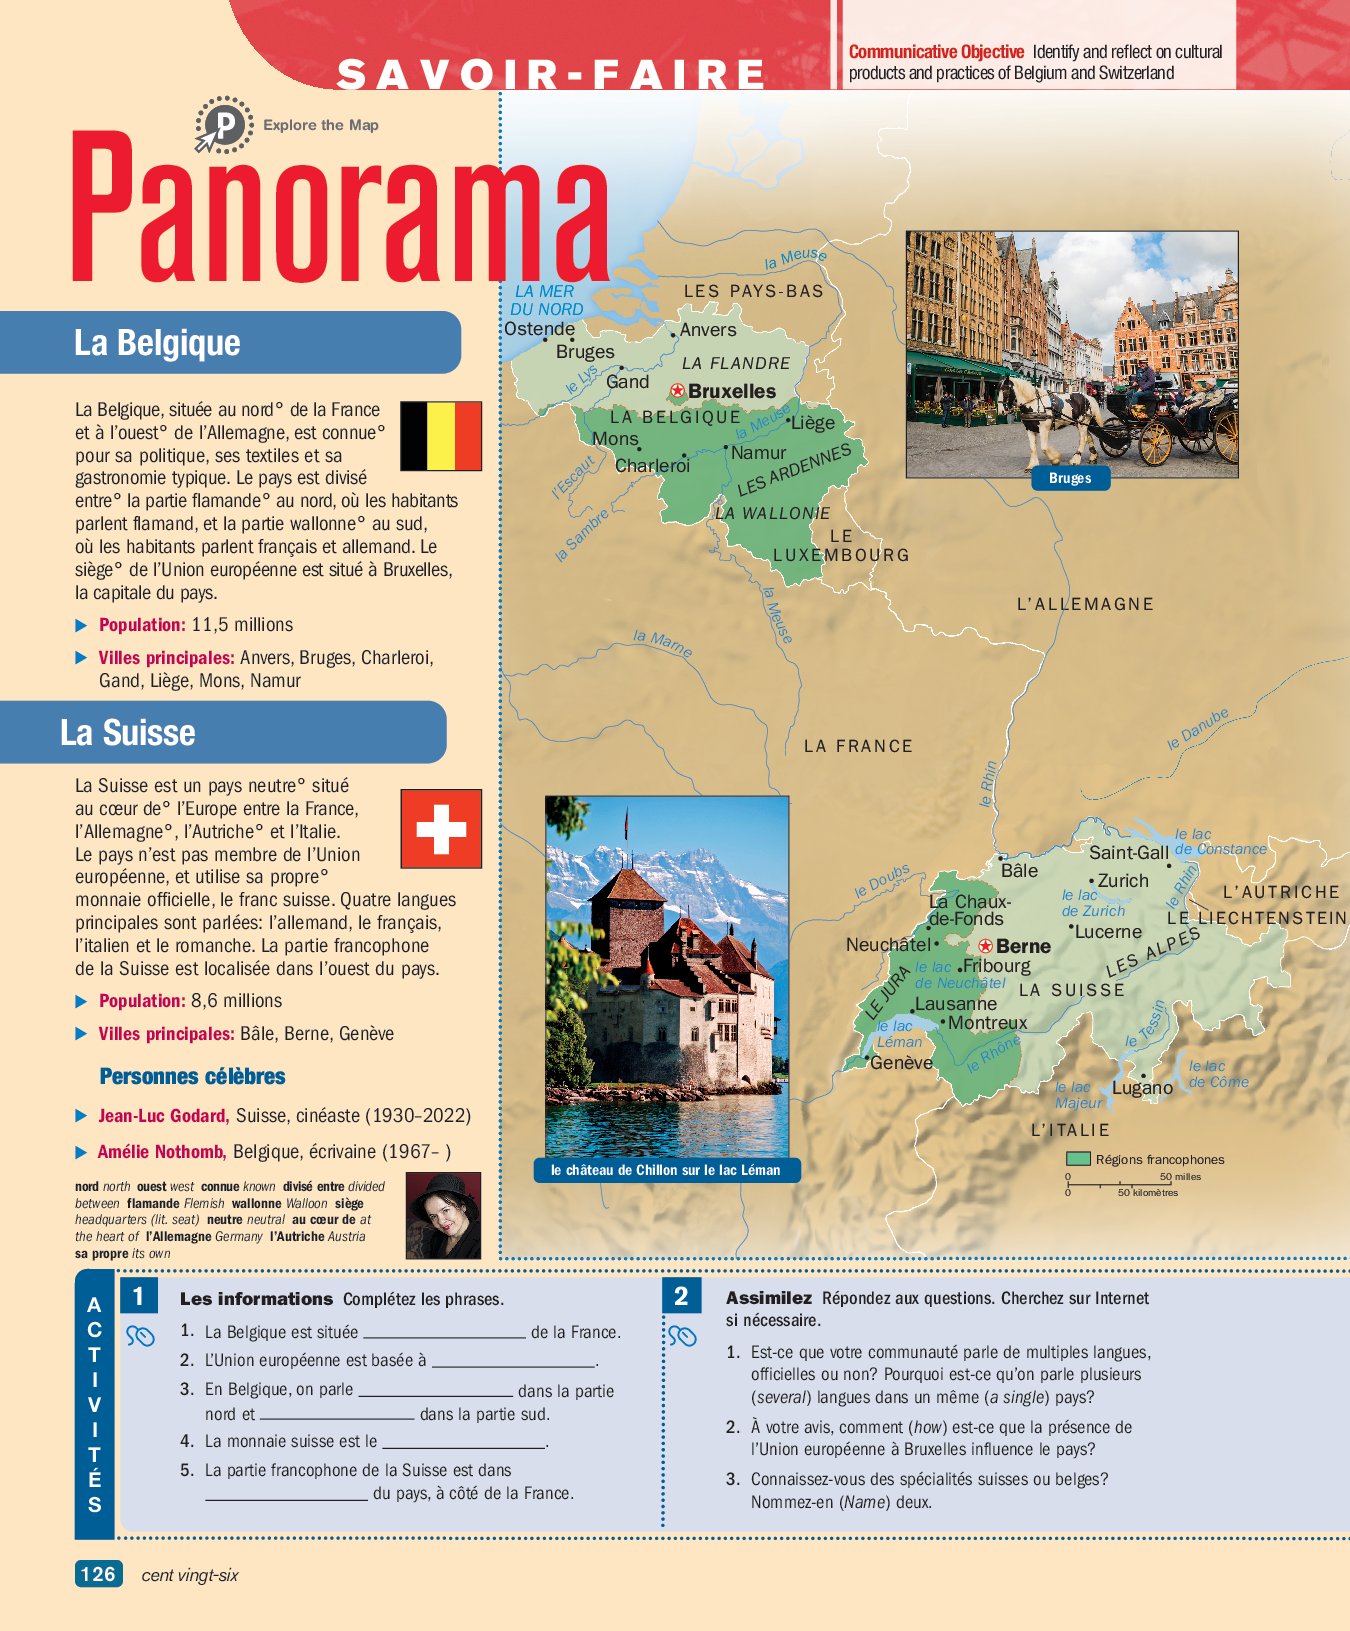 SAVOIR-FAIRE
Communicative Objective Identify and reflect on cultural
products and practices of Belgium and Switzerland
P
Explore the Map
Panorama
La Belgique
La Belgique, située au nord° de la France
et à l'ouest° de l'Allemagne, est connue°
pour sa politique, ses textiles et sa
gastronomie typique. Le pays est divisé
entre° la partie flamande° au nord, où les habitants
parlent flamand, et la partie wallonne° au sud,
où les habitants parlent français et allemand. Le
siège° de l'Union européenne est situé à Bruxelles,
la capitale du pays.
Population: 11,5 millions
Villes principales: Anvers, Bruges, Charleroi,
Gand, Liège, Mons, Namur
La Suisse
La Suisse est un pays neutre° situé
au cœur de° l'Europe entre la France,
l'Allemagne°, l'Autriche° et l'Italie.
Le pays n'est pas membre de l'Union
européenne, et utilise sa propre°
monnaie officielle, le franc suisse. Quatre langues
principales sont parlées: l'allemand, le français,
l'italien et le romanche. La partie francophone
de la Suisse est localisée dans l'ouest du pays.
Population: 8,6 millions
Villes principales: Bâle, Berne, Genève
Personnes célèbres
Jean-Luc Godard, Suisse, cinéaste (1930–2022)
Amélie Nothomb, Belgique, écrivaine (1967– )
nord north ouest west connue known divisé entre divided
between flamande Flemish wallonne Walloon siège
headquarters (lit. seat) neutre neutral au cœur de at
the heart of l'Allemagne Germany l'Autriche Austria
sa propre its own
la Meuse
LES PAYS-BAS
LA MER
DU NORD
Ostende
Anvers
Bruges
LA FLANDRE
le Lys
Gand
Bruxelles
LA BELGIQUE
la Meuse
Liège
Mons
Namur
Charleroi
LES ARDENNES
l'Escaut
LA WALLONIE
la Sambre
LE
LUXEMBOURG
Bruges
la Meuse
L'ALLEMAGNE
la Marne
le Danube
LA FRANCE
le Rhin
le lac
de Constance
Saint-Gall
Bâle
Zurich
le Doubs
le Rhin
L'AUTRICHE
La Chaux-
de-Fonds
le lac
de Zurich
LE LIECHTENSTEIN
Lucerne
Neuchâtel
Berne
LES ALPES
le lac
de Neuchâtel
Fribourg
LE JURA
LA SUISSE
Lausanne
Montreux
le lac
Léman
le Tessin
Genève
le Rhône
le lac
de Côme
le lac
Majeur
Lugano
L'ITALIE
Régions francophones
0 50 milles
0 50 kilomètres
le château de Chillon sur le lac Léman
ACTIVITÉS
1 Les informations Complétez les phrases.
1. La Belgique est située ____ de la France.
2. L'Union européenne est basée à ____.
3. En Belgique, on parle ____ dans la partie
nord et ____ dans la partie sud.
4. La monnaie suisse est le ____.
5. La partie francophone de la Suisse est dans
____ du pays, à côté de la France.
2 Assimilez Répondez aux questions. Cherchez sur Internet
si nécessaire.
1. Est-ce que votre communauté parle de multiples langues,
officielles ou non? Pourquoi est-ce qu'on parle plusieurs
(several) langues dans un même (a single) pays?
2. À votre avis, comment (how) est-ce que la présence de
l'Union européenne à Bruxelles influence le pays?
3. Connaissez-vous des spécialités suisses ou belges?
Nommez-en (Name) deux.
126 cent vingt-six